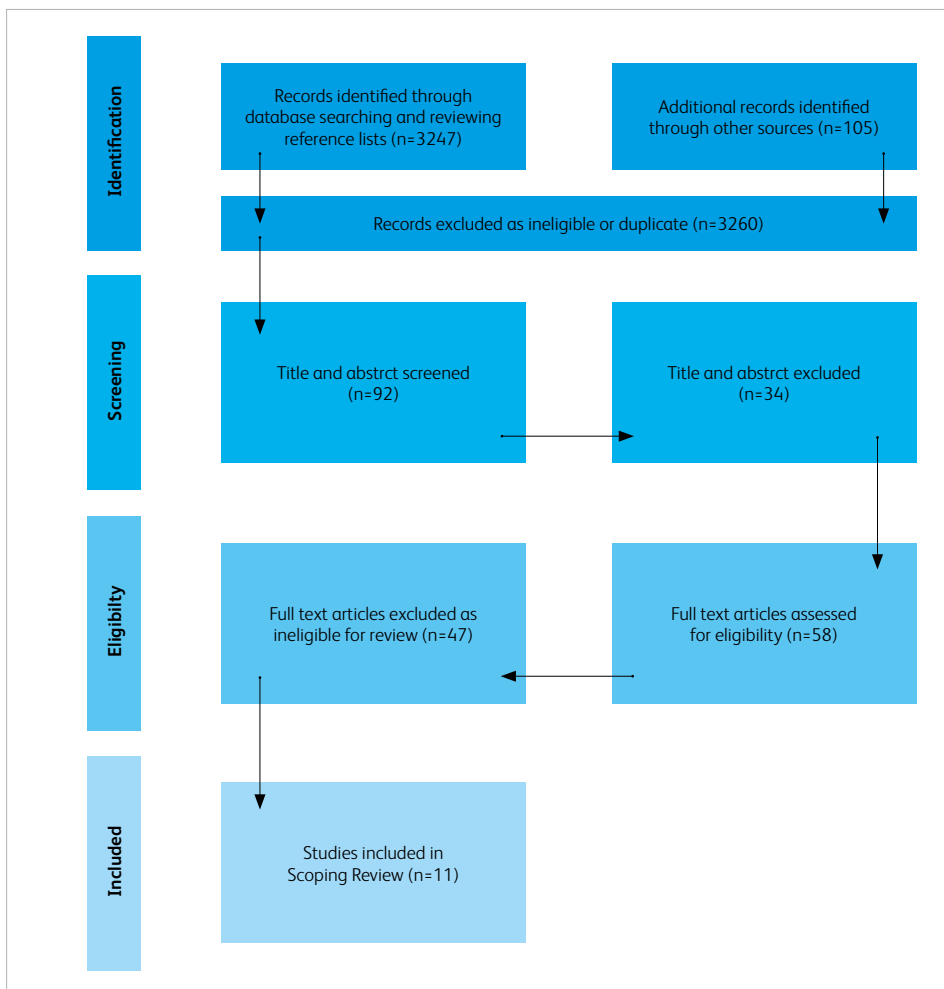 Identification
Records identified through
database searching and reviewing
reference lists (n=3247)
Additional records identified
through other sources (n=105)
Records excluded as ineligible or duplicate (n=3260)
Screening
Title and abstrct screened
(n=92)
Title and abstrct excluded
(n=34)
Eligibilty
Full text articles excluded as
ineligible for review (n=47)
Full text articles assessed
for eligibility (n=58)
Included
Studies included in
Scoping Review (n=11)